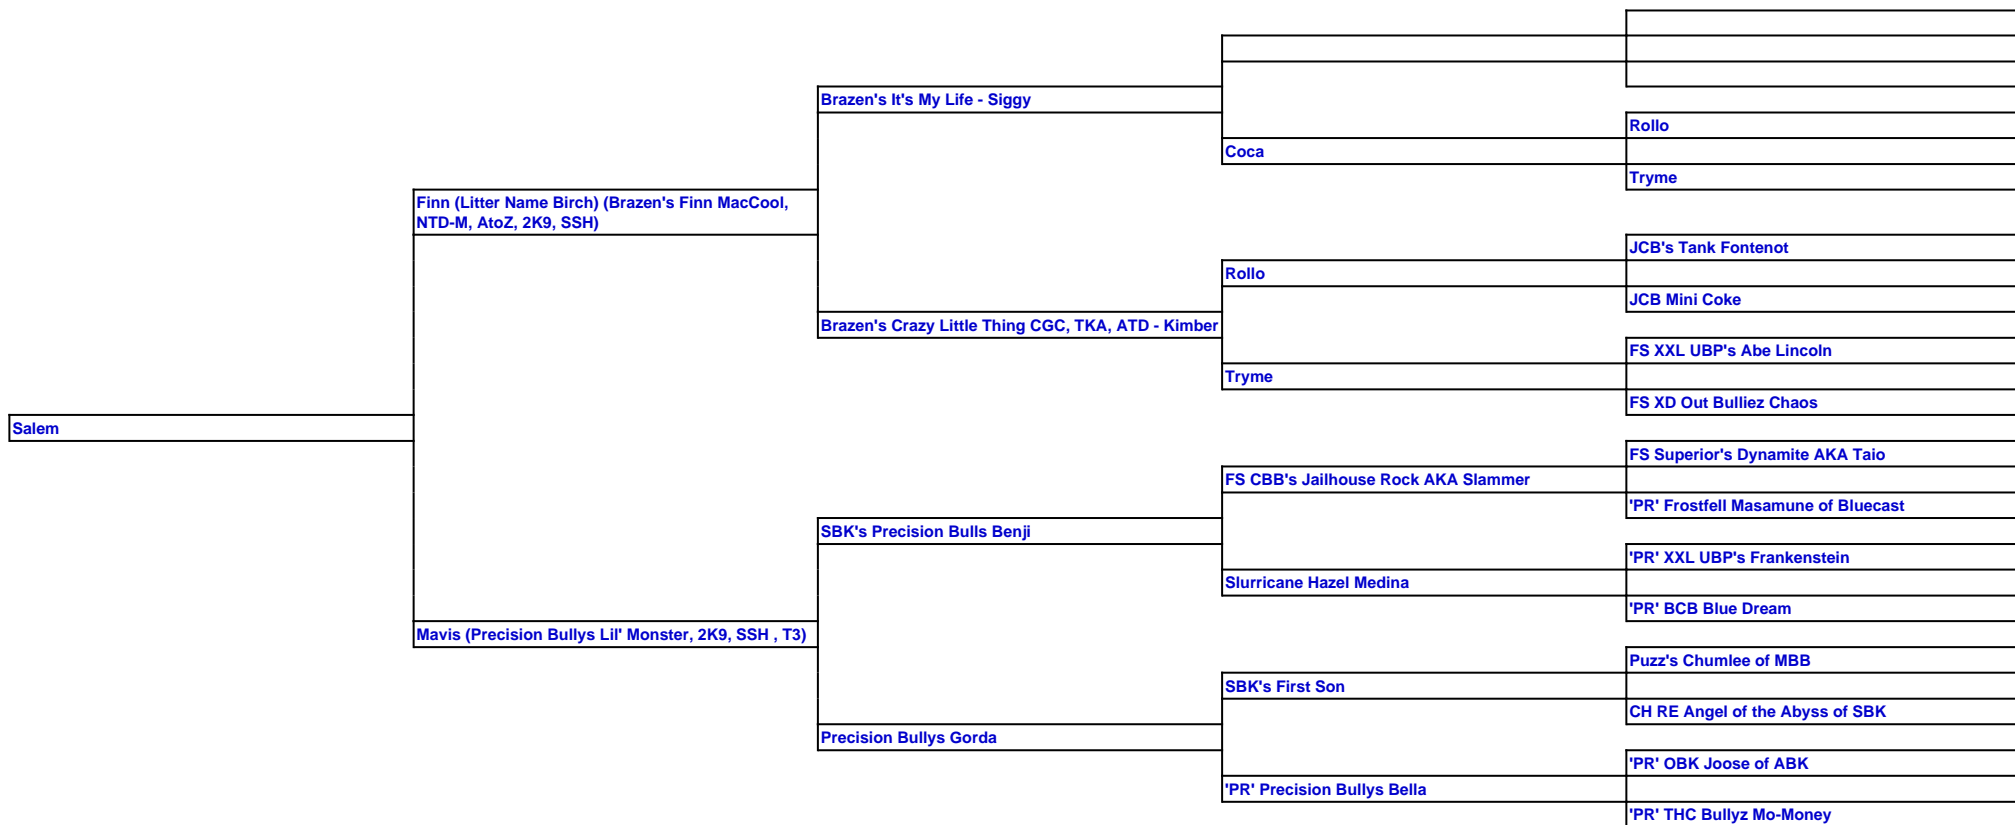 Brazen's It's My Life - Siggy
Rollo
Coca
Tryme
Finn (Litter Name Birch) (Brazen's Finn MacCool,
NTD-M, AtoZ, 2K9, SSH)
JCB's Tank Fontenot
Rollo
JCB Mini Coke
Brazen's Crazy Little Thing CGC, TKA, ATD - Kimber
FS XXL UBP's Abe Lincoln
Tryme
FS XD Out Bulliez Chaos
Salem
FS Superior's Dynamite AKA Taio
FS CBB's Jailhouse Rock AKA Slammer
'PR' Frostfell Masamune of Bluecast
SBK's Precision Bulls Benji
'PR' XXL UBP's Frankenstein
Slurricane Hazel Medina
'PR' BCB Blue Dream
Mavis (Precision Bullys Lil' Monster, 2K9, SSH , T3)
Puzz's Chumlee of MBB
SBK's First Son
CH RE Angel of the Abyss of SBK
Precision Bullys Gorda
'PR' OBK Joose of ABK
'PR' Precision Bullys Bella
'PR' THC Bullyz Mo-Money